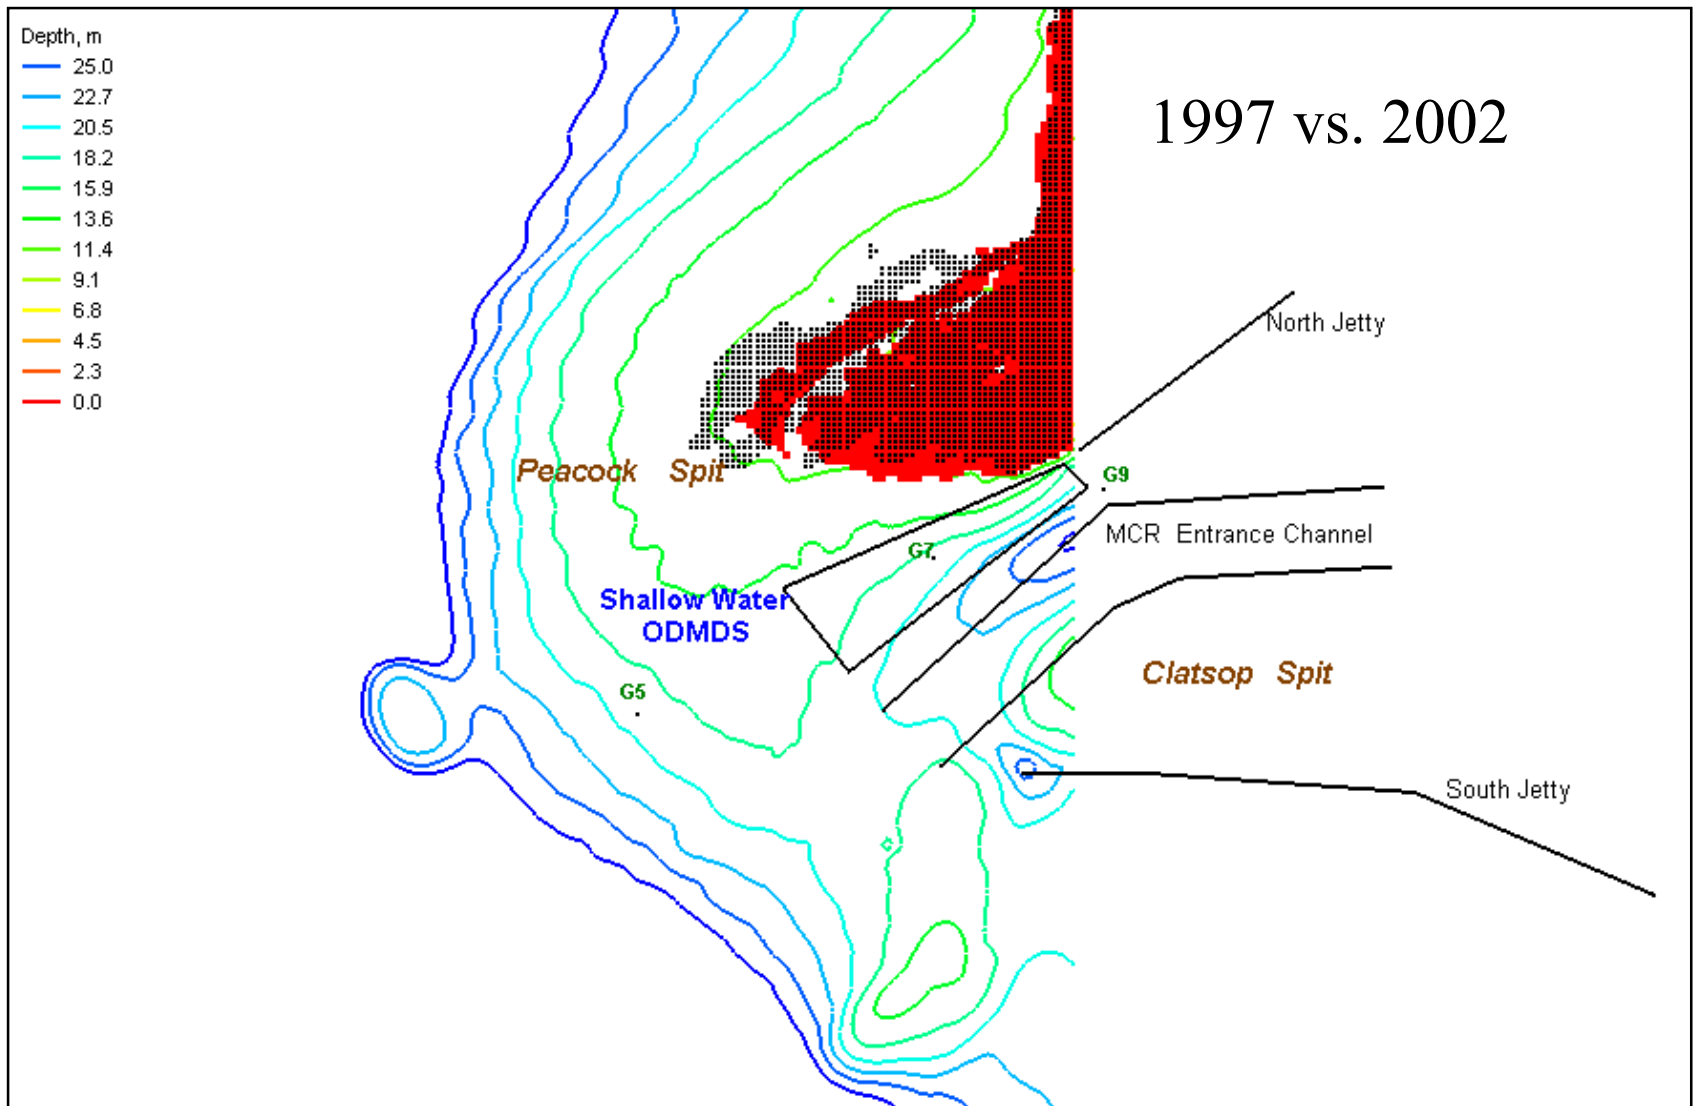 Depth, m
25.0
22.7
20.5
18.2
15.9
13.6
11.4
9.1
6.8
4.5
2.3
0.0
1997 vs. 2002
North Jetty
Peacock Spit
G9
MCR Entrance Channel
G7
Shallow Water
ODMDS
Clatsop Spit
G5
South Jetty